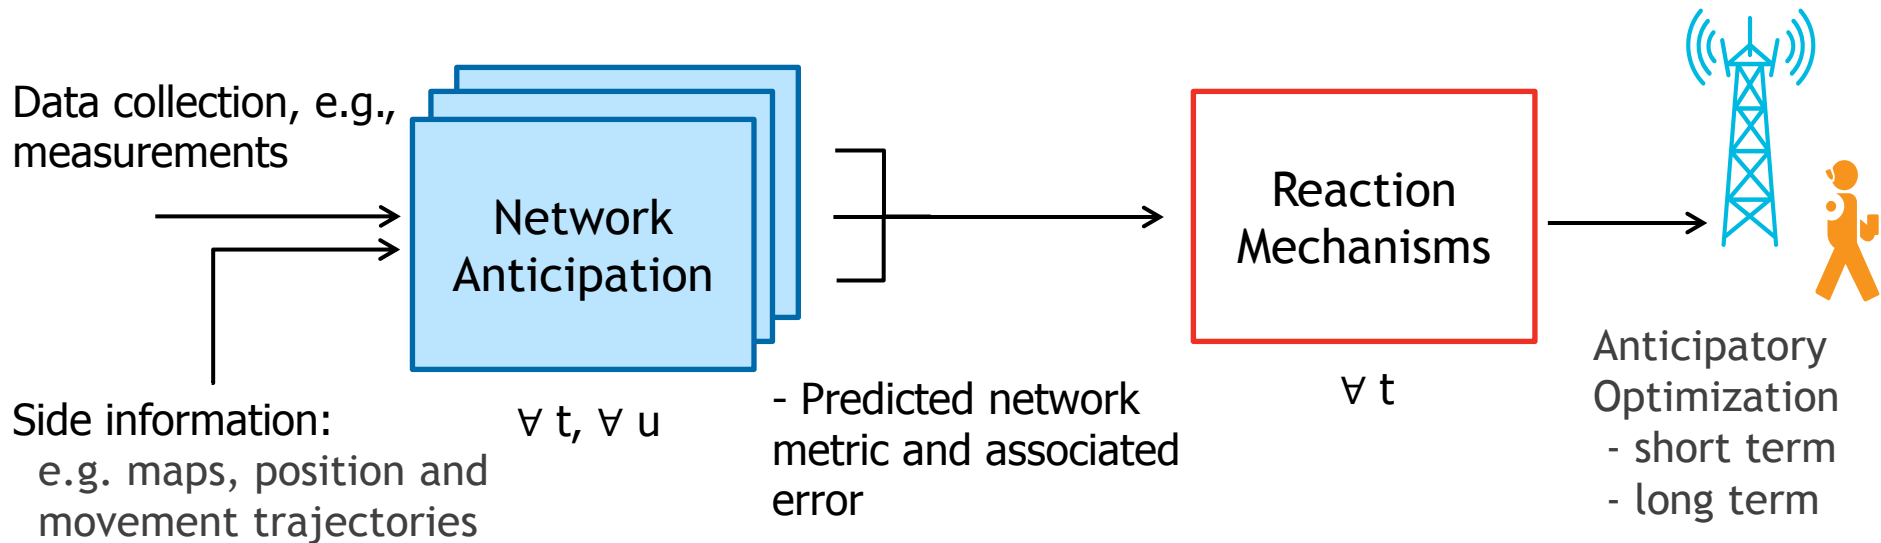 Data collection, e.g.,
measurements
Side information:
e.g. maps, position and
movement trajectories
Network
Anticipation
∀ t, ∀ u
- Predicted network
metric and associated
error
Reaction
Mechanisms
∀ t
Anticipatory
Optimization
- short term
- long term